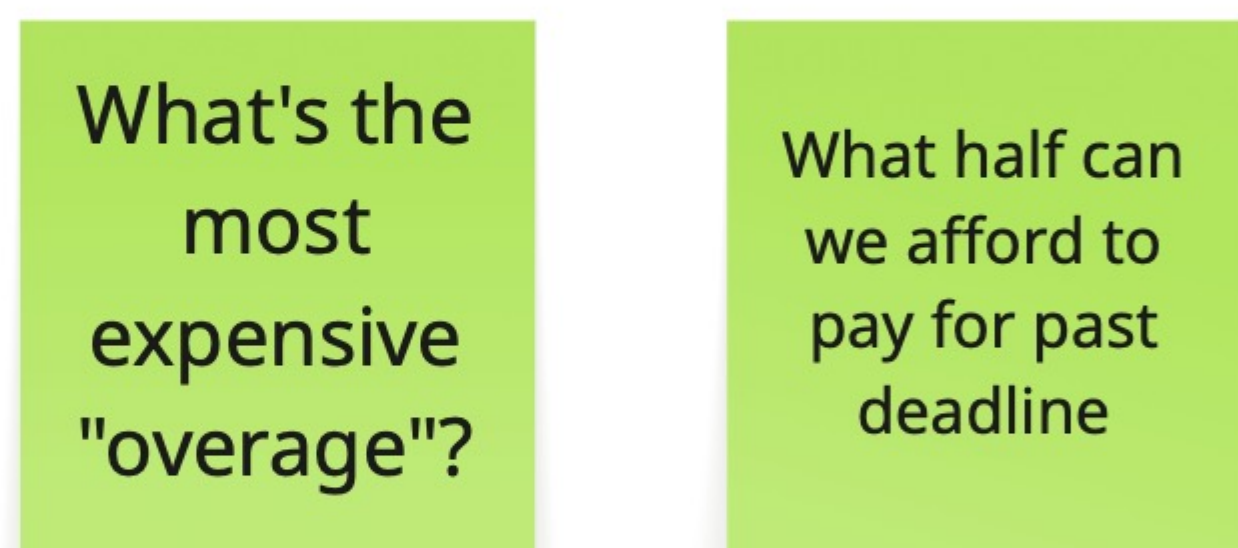 What's the
most
expensive
"overage"?
What half can
we afford to
pay for past
deadline